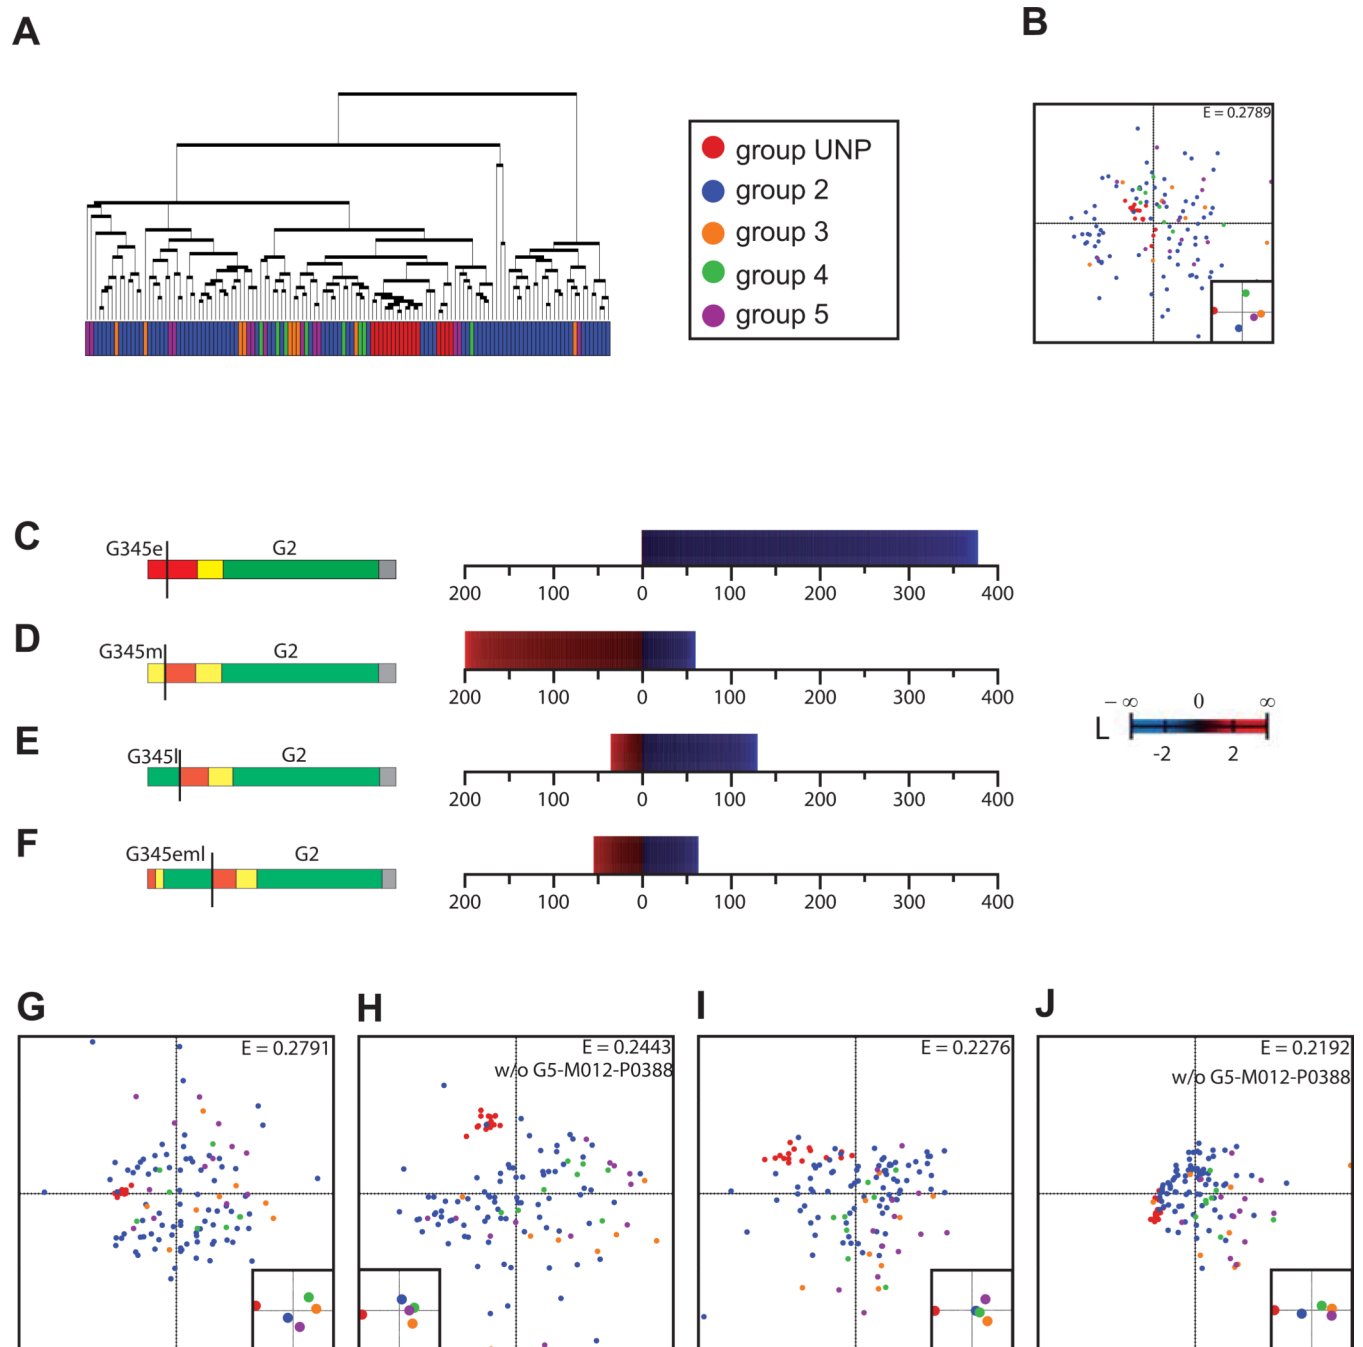 A
B
E = 0.2789
group UNP
group 2
group 3
group 4
group 5
C
G345e
G2
200 100 0 100 200 300 400
D
G345m
G2
200 100 0 100 200 300 400
E
G345l
G2
200 100 0 100 200 300 400
F
G345eml
G2
200 100 0 100 200 300 400
- ∞ 0 ∞
L
-2 2
G
E = 0.2791
H
E = 0.2443
w/o G5-M012-P0388
I
E = 0.2276
J
E = 0.2192
w/o G5-M012-P0388